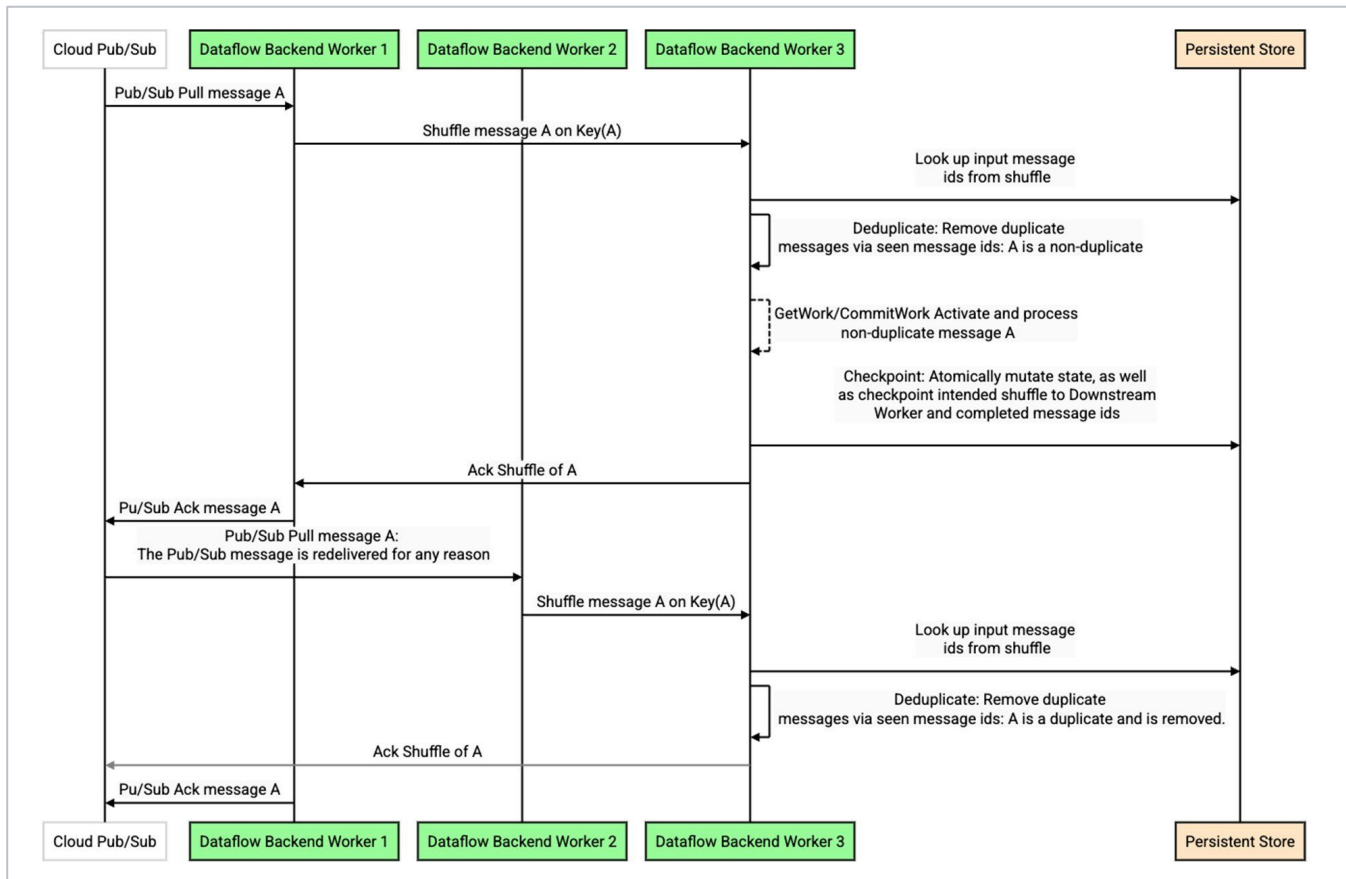 Cloud Pub/Sub
Dataflow Backend Worker 1
Dataflow Backend Worker 2
Dataflow Backend Worker 3
Persistent Store
Pub/Sub Pull message A
Shuffle message A on Key(A)
Look up input message
ids from shuffle
Deduplicate: Remove duplicate
messages via seen message ids: A is a non-duplicate
GetWork/CommitWork Activate and process
non-duplicate message A
Checkpoint: Atomically mutate state, as well
as checkpoint intended shuffle to Downstream
Worker and completed message ids
Ack Shuffle of A
Pu/Sub Ack message A
Pub/Sub Pull message A:
The Pub/Sub message is redelivered for any reason
Shuffle message A on Key(A)
Look up input message
ids from shuffle
Deduplicate: Remove duplicate
messages via seen message ids: A is a duplicate and is removed.
Ack Shuffle of A
Pu/Sub Ack message A
Cloud Pub/Sub
Dataflow Backend Worker 1
Dataflow Backend Worker 2
Dataflow Backend Worker 3
Persistent Store